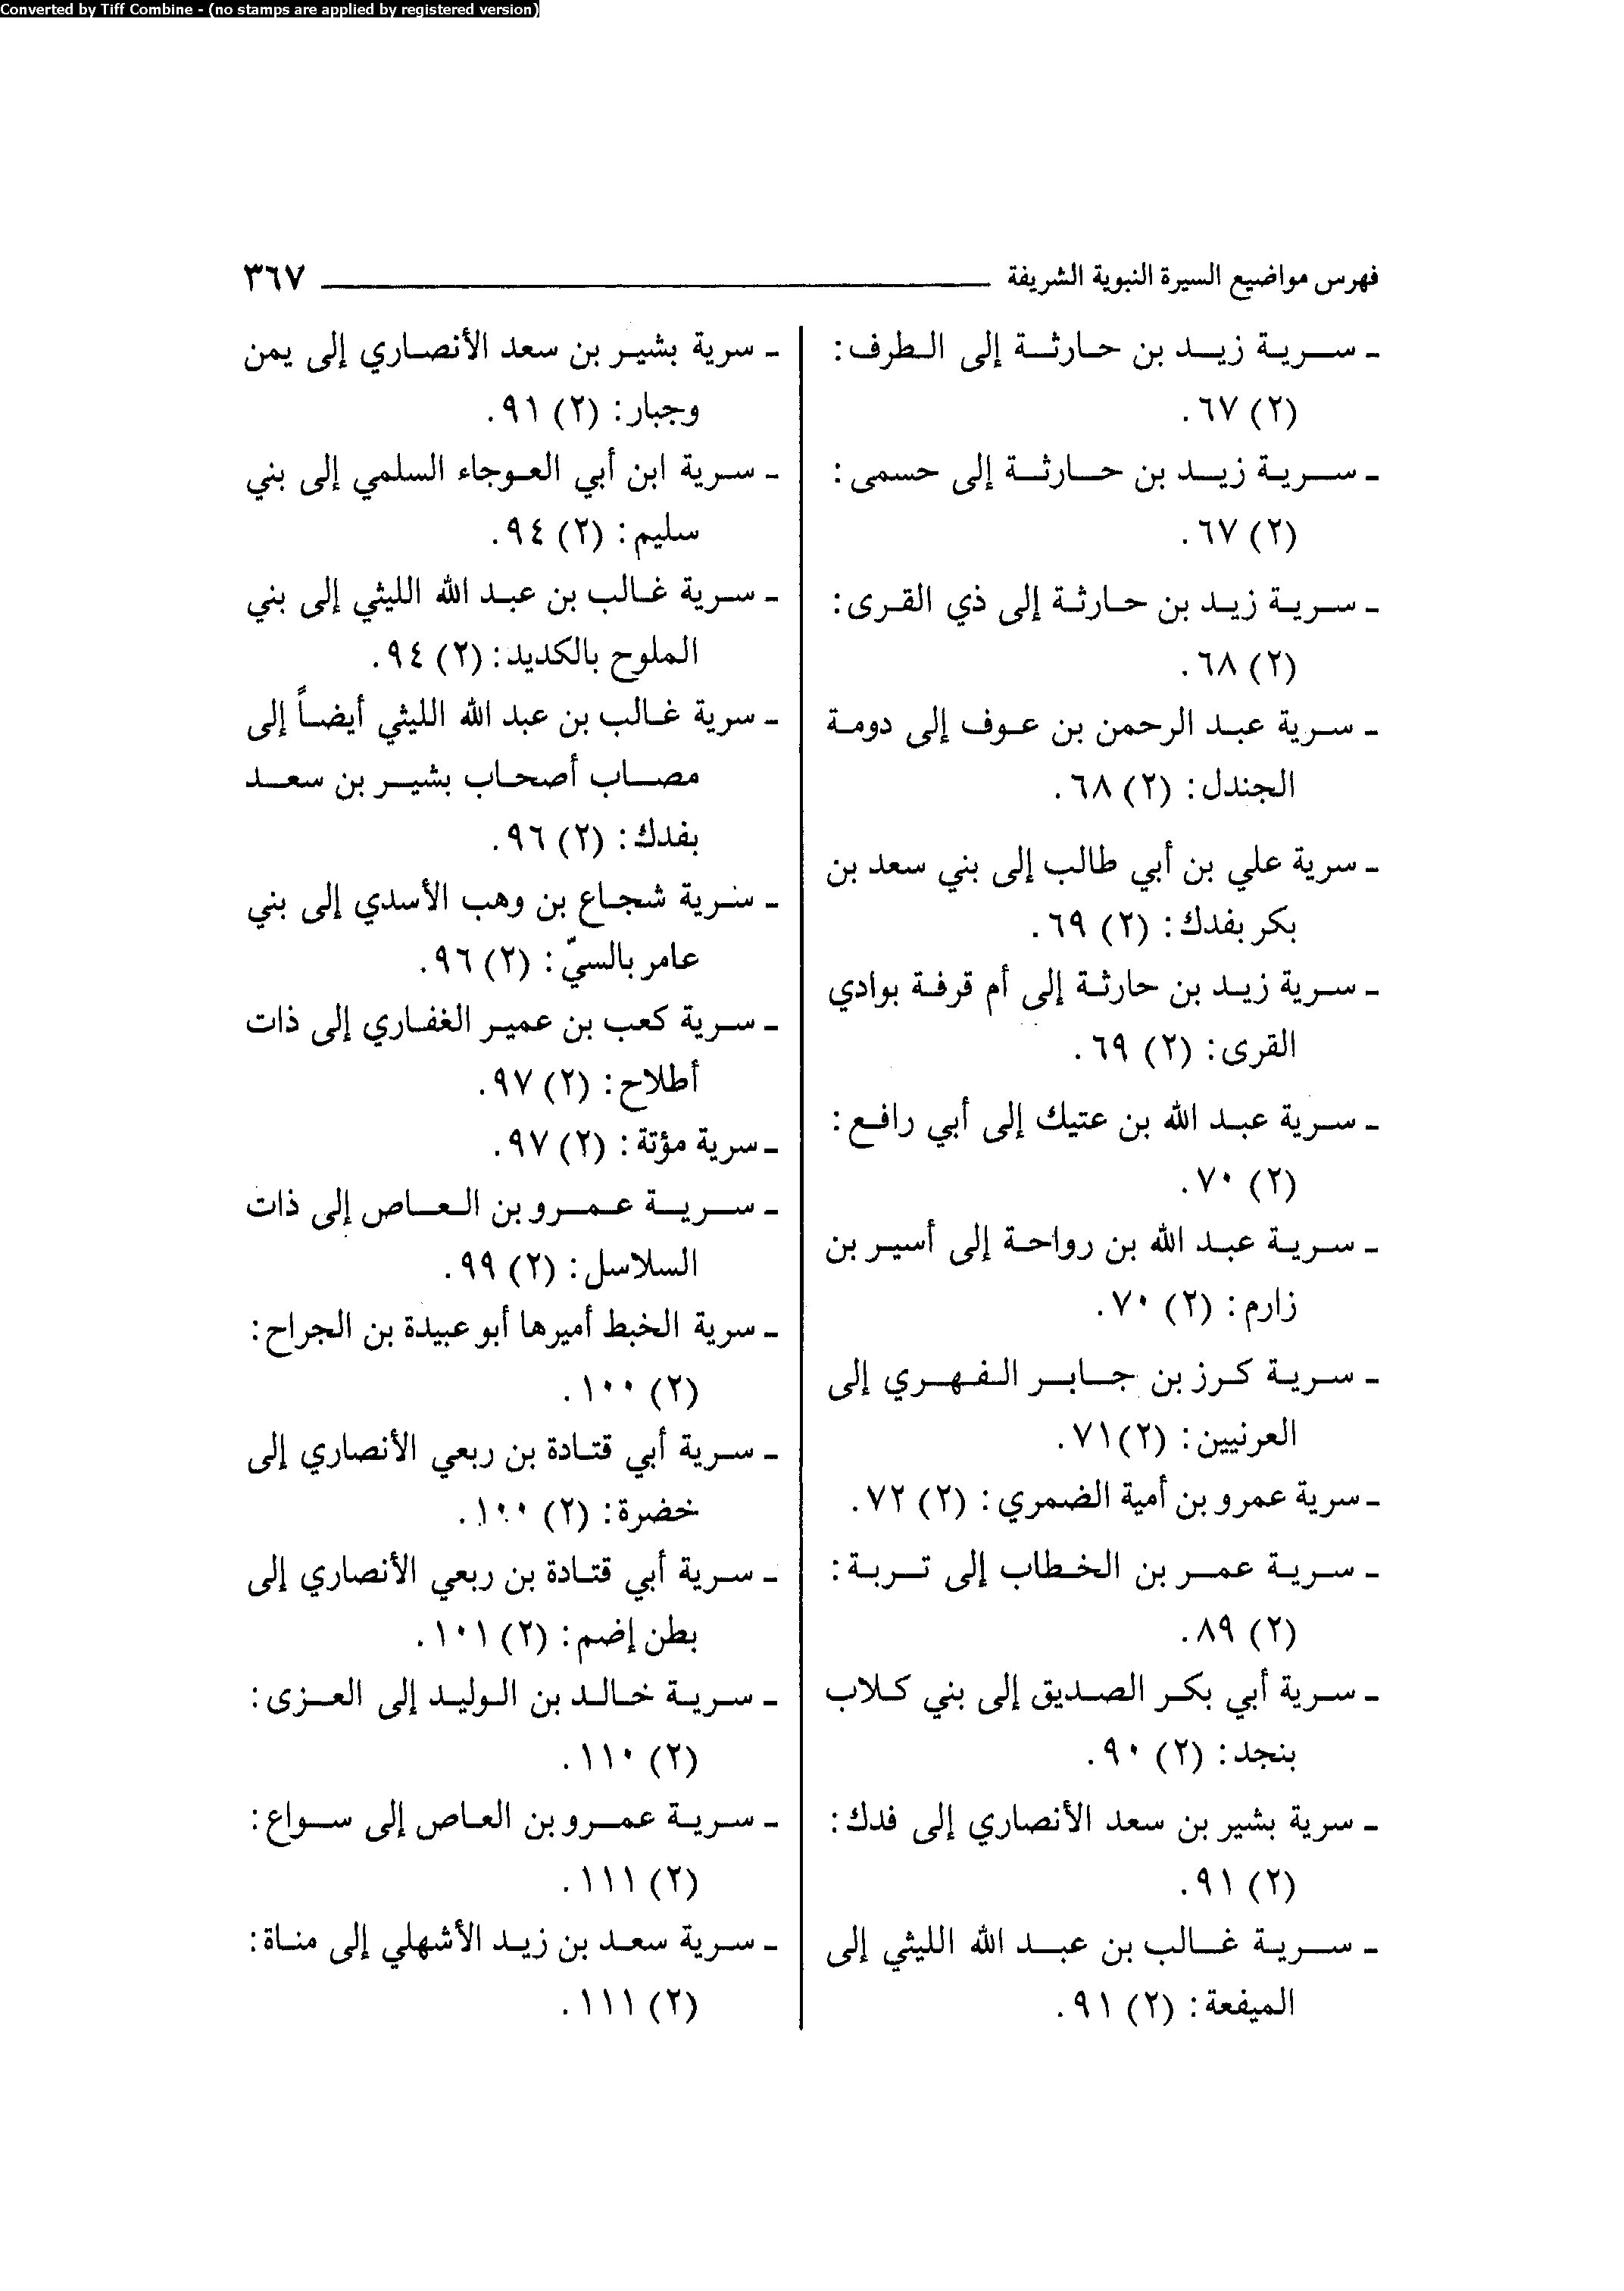 Converted by Tiff Combine - (no stamps are applied by registered version)
فهرس مواضيع السيرة النبوية الشريفة ٣٦٧
- سرية زيد بن حارثة إلى الطرف:
(٢) ٦٧.
- سرية زيد بن حارثة إلى حسمى:
(٢) ٦٧.
- سرية زيد بن حارثة إلى ذي القرى:
(٢) ٦٨.
- سرية عبد الرحمن بن عوف إلى دومة
الجندل: (٢) ٦٨.
- سرية علي بن أبي طالب إلى بني سعد بن
بكر بفدك: (٢) ٦٩.
- سرية زيد بن حارثة إلى أم قرفة بوادي
القرى: (٢) ٦٩.
- سرية عبد الله بن عتيك إلى أبي رافع:
(٢) ٧٠.
- سرية عبد الله بن رواحة إلى أسير بن
زارم: (٢) ٧٠.
- سرية كرز بن جابر الفهري إلى
العرنيين: (٢) ٧١.
- سرية عمرو بن أمية الضمري: (٢) ٧٢.
- سرية عمر بن الخطاب إلى تربة:
(٢) ٨٩.
- سرية أبي بكر الصديق إلى بني كلاب
بنجد: (٢) ٩٠.
- سرية بشير بن سعد الأنصاري إلى فدك:
(٢) ٩١.
- سرية غالب بن عبد الله الليثي إلى
الميفعة: (٢) ٩١.
- سرية بشير بن سعد الأنصاري إلى يمن
وجبار: (٢) ٩١.
- سرية ابن أبي العوجاء السلمي إلى بني
سليم: (٢) ٩٤.
- سرية غالب بن عبد الله الليثي إلى بني
الملوح بالكديد: (٢) ٩٤.
- سرية غالب بن عبد الله الليثي أيضاً إلى
مصاب أصحاب بشير بن سعد
بفدك: (٢) ٩٦.
- سرية شجاع بن وهب الأسدي إلى بني
عامر بالسيّ: (٢) ٩٦.
- سرية كعب بن عمير الغفاري إلى ذات
أطلاح: (٢) ٩٧.
- سرية مؤتة: (٢) ٩٧.
- سرية عمرو بن العاص إلى ذات
السلاسل: (٢) ٩٩.
- سرية الخبط أميرها أبو عبيدة بن الجراح:
(٢) ١٠٠.
- سرية أبي قتادة بن ربعي الأنصاري إلى
خضرة: (٢) ١٠٠.
- سرية أبي قتادة بن ربعي الأنصاري إلى
بطن إضم: (٢) ١٠١.
- سرية خالد بن الوليد إلى العزى:
(٢) ١١٠.
- سرية عمرو بن العاص إلى سواع:
(٢) ١١١.
- سرية سعد بن زيد الأشهلي إلى مناة:
(٢) ١١١.